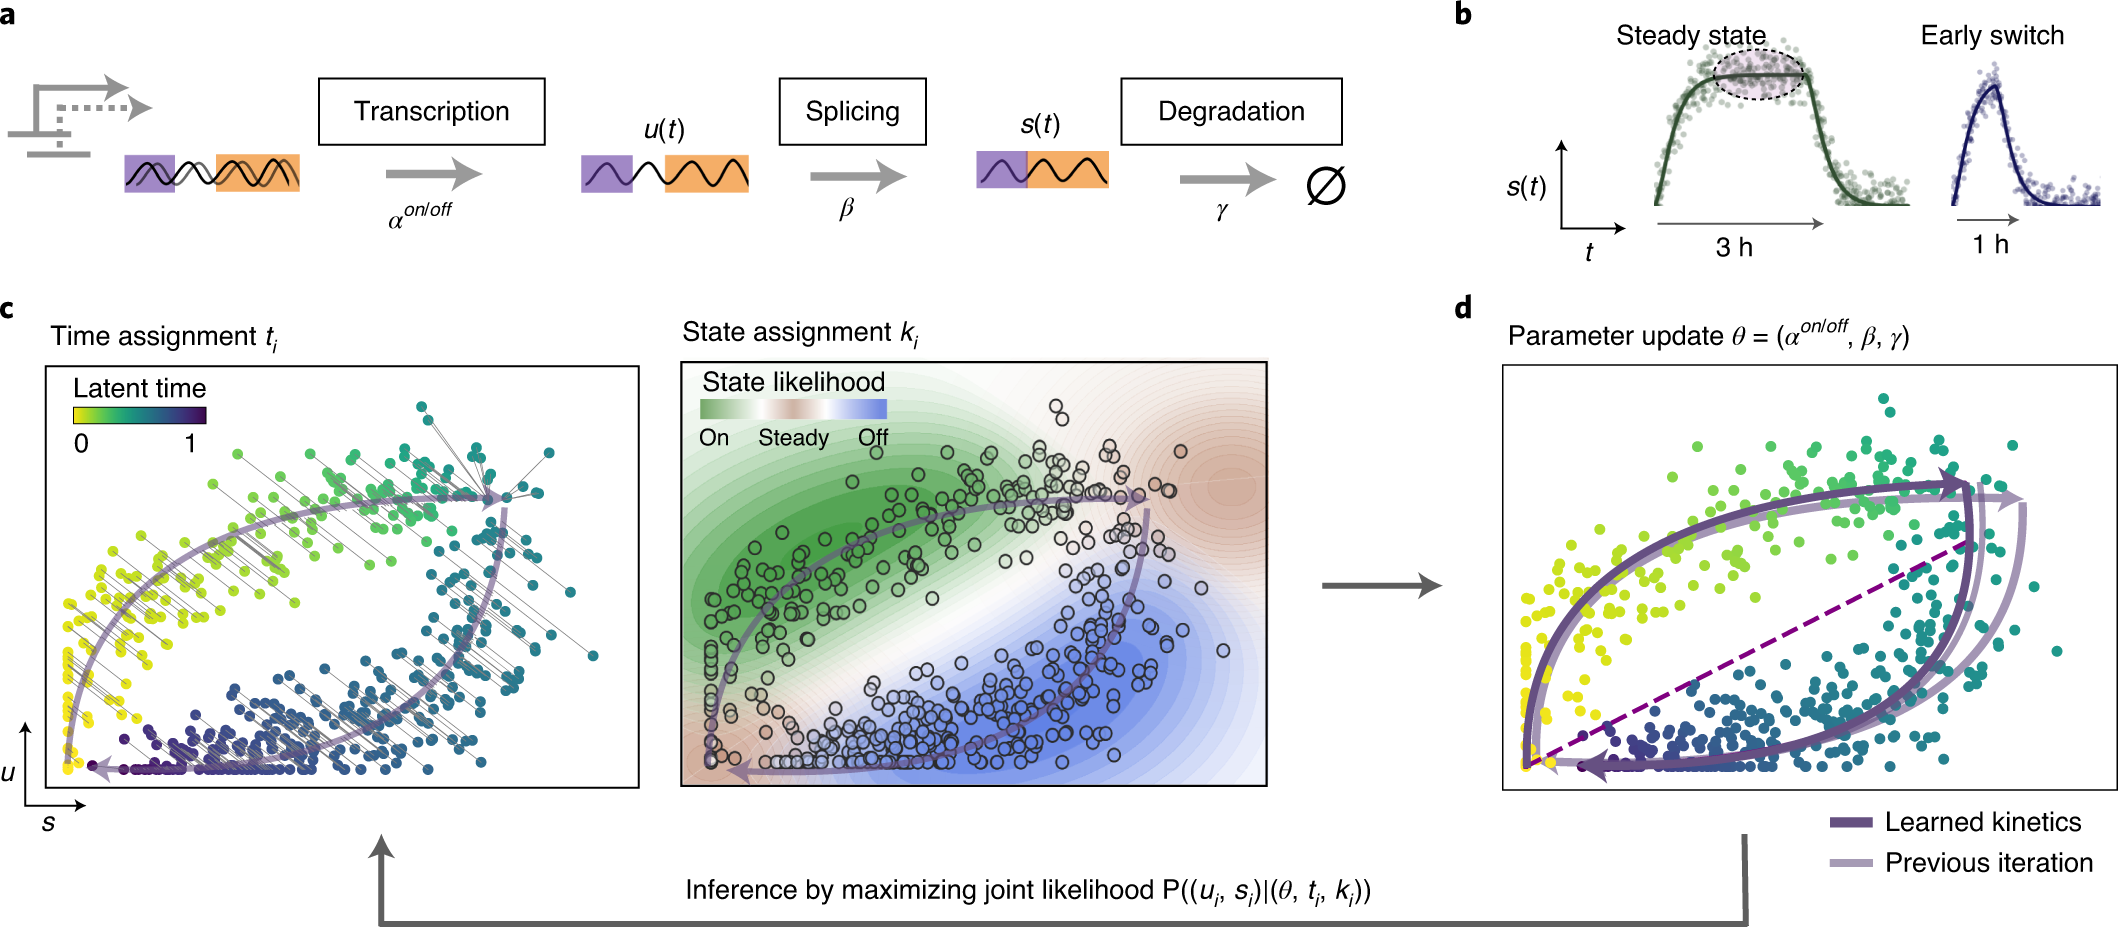 a
Transcription
Splicing
Degradation
u(t)
s(t)
α^on/off
β
γ
∅
b
Steady state
Early switch
s(t)
t
3 h
1 h
c
Time assignment t_i
Latent time
0 1
u
s
State assignment k_i
State likelihood
On Steady Off
d
Parameter update θ = (α^on/off, β, γ)
Learned kinetics
Previous iteration
Inference by maximizing joint likelihood P((u_i, s_i)|(θ, t_i, k_i))